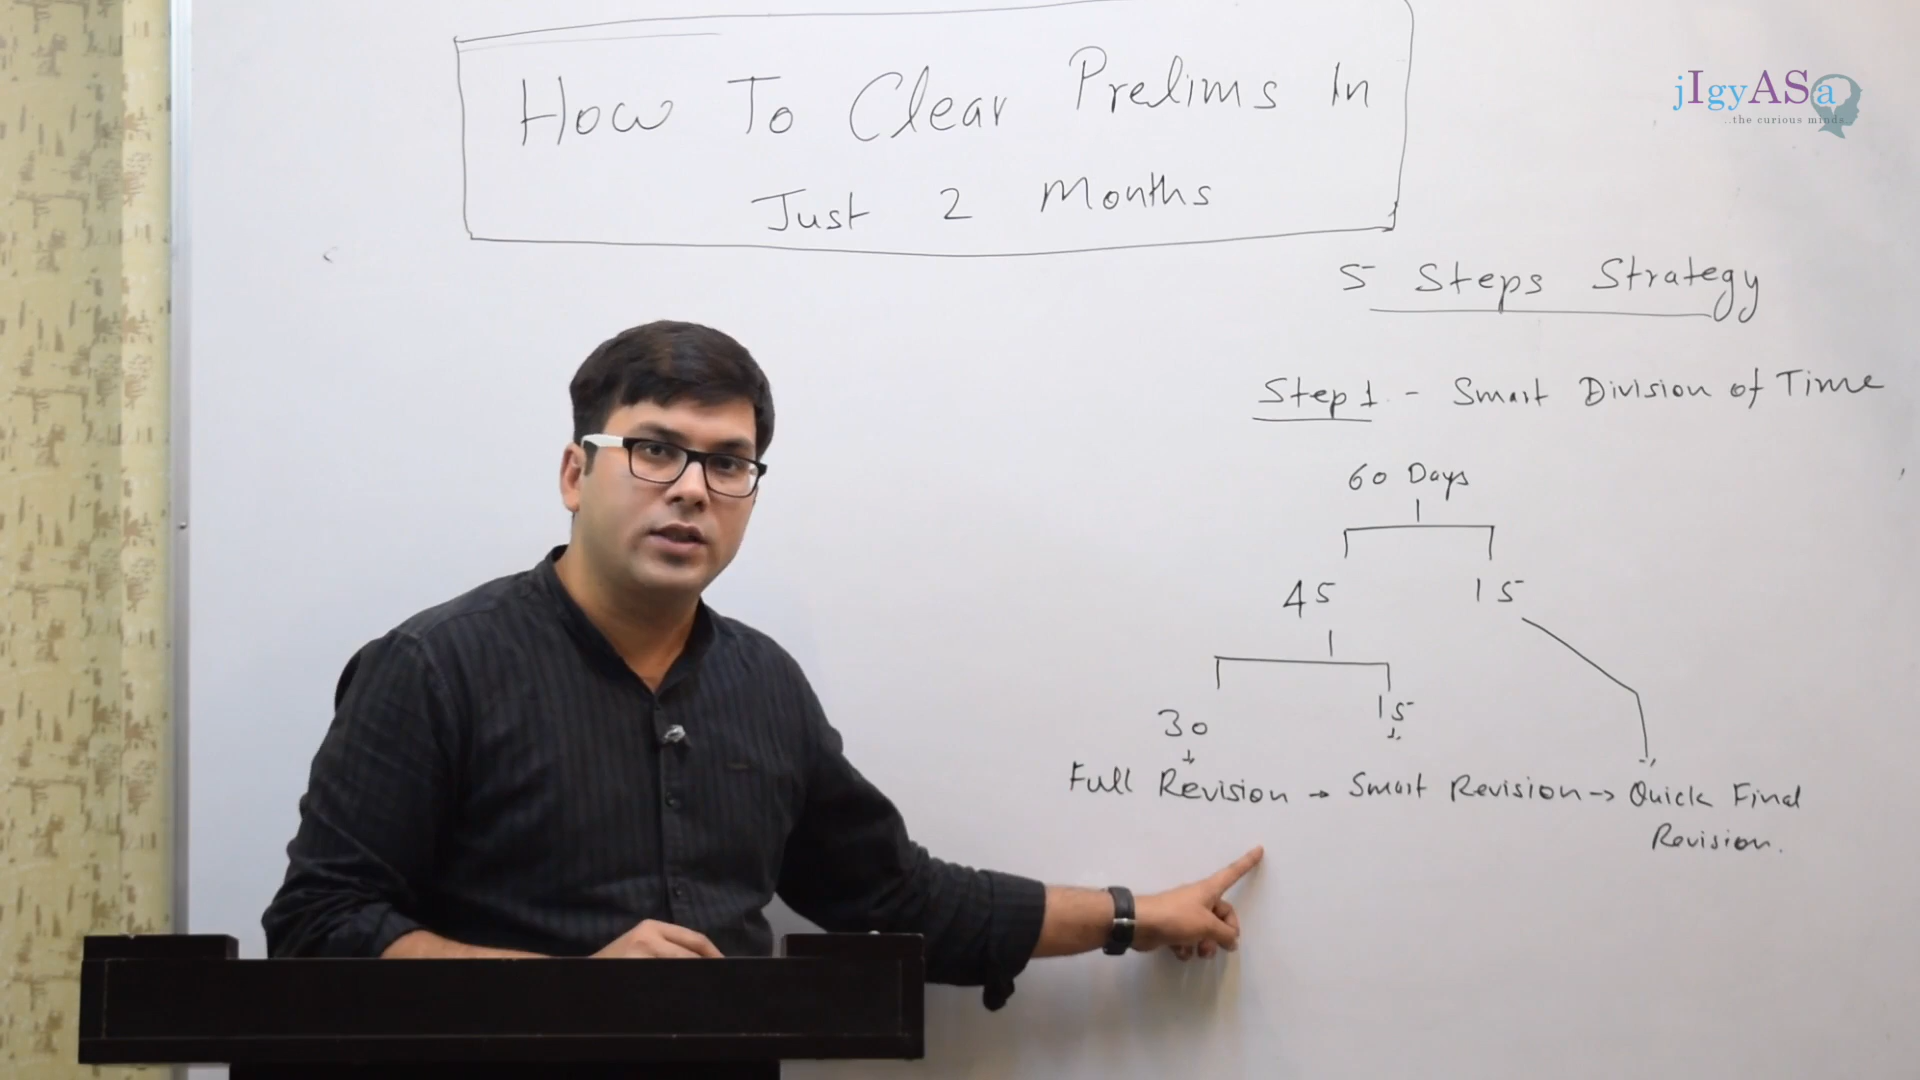 How To Clear Prelims In
Just 2 Months
jIgyASa
..the curious minds
5 Steps Strategy
Step 1 - Smart Division of Time
60 Days
45 15
30 15
Full Revision → Smart Revision → Quick Final
Revision.